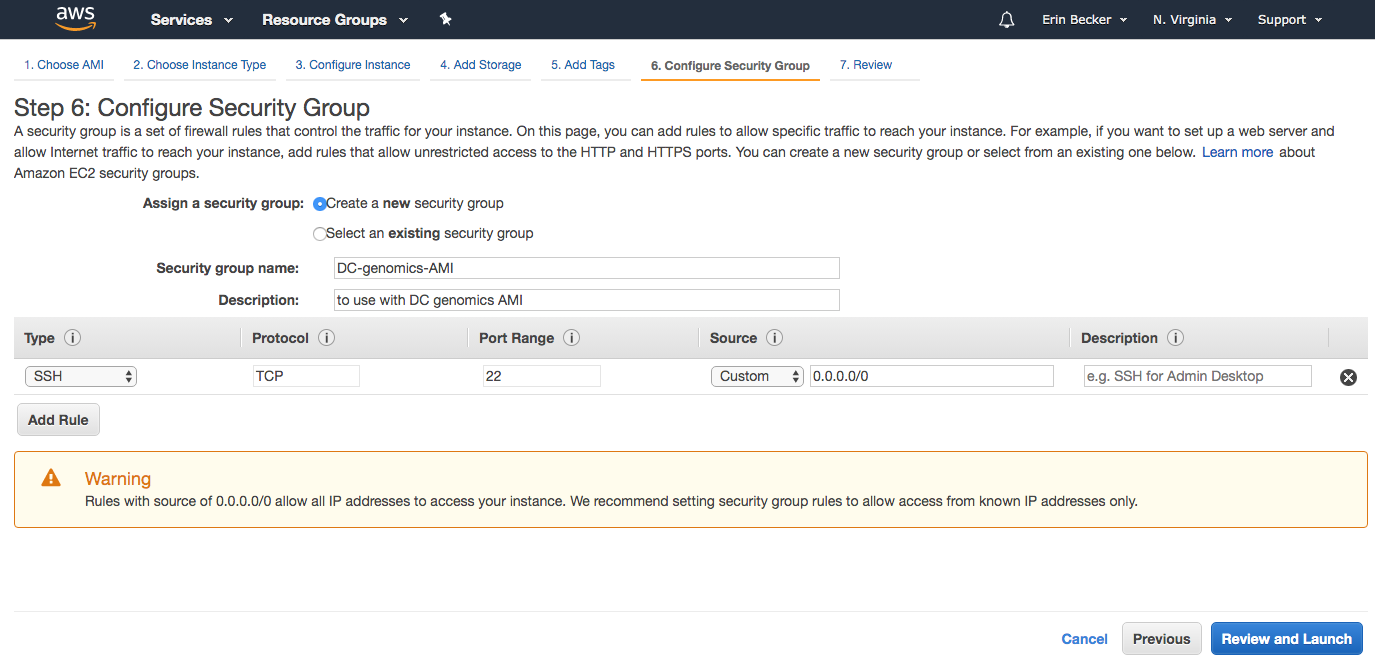 aws Services Resource Groups Erin Becker N. Virginia Support
1. Choose AMI 2. Choose Instance Type 3. Configure Instance 4. Add Storage 5. Add Tags 6. Configure Security Group 7. Review
Step 6: Configure Security Group
A security group is a set of firewall rules that control the traffic for your instance. On this page, you can add rules to allow specific traffic to reach your instance. For example, if you want to set up a web server and
allow Internet traffic to reach your instance, add rules that allow unrestricted access to the HTTP and HTTPS ports. You can create a new security group or select from an existing one below. Learn more about
Amazon EC2 security groups.
Assign a security group: Create a new security group
Select an existing security group
Security group name: DC-genomics-AMI
Description: to use with DC genomics AMI
Type i Protocol i Port Range i Source i Description i
SSH TCP 22 Custom 0.0.0.0/0 e.g. SSH for Admin Desktop
Add Rule
Warning
Rules with source of 0.0.0.0/0 allow all IP addresses to access your instance. We recommend setting security group rules to allow access from known IP addresses only.
Cancel Previous Review and Launch